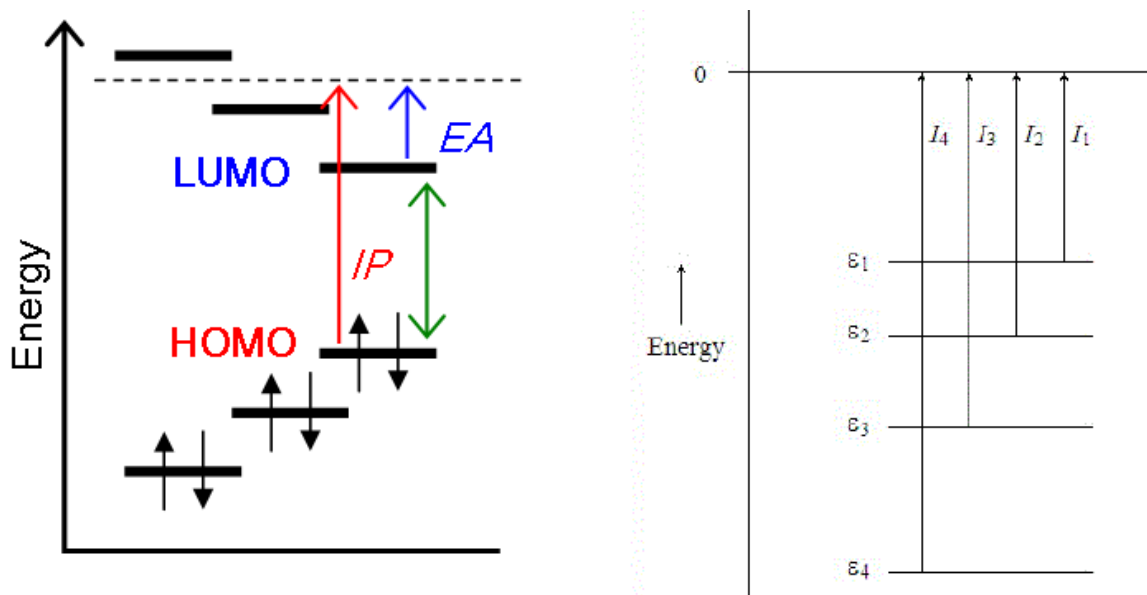 Energy
LUMO
HOMO
EA
IP
0
I₄ I₃ I₂ I₁
Energy
ε₁
ε₂
ε₃
ε₄